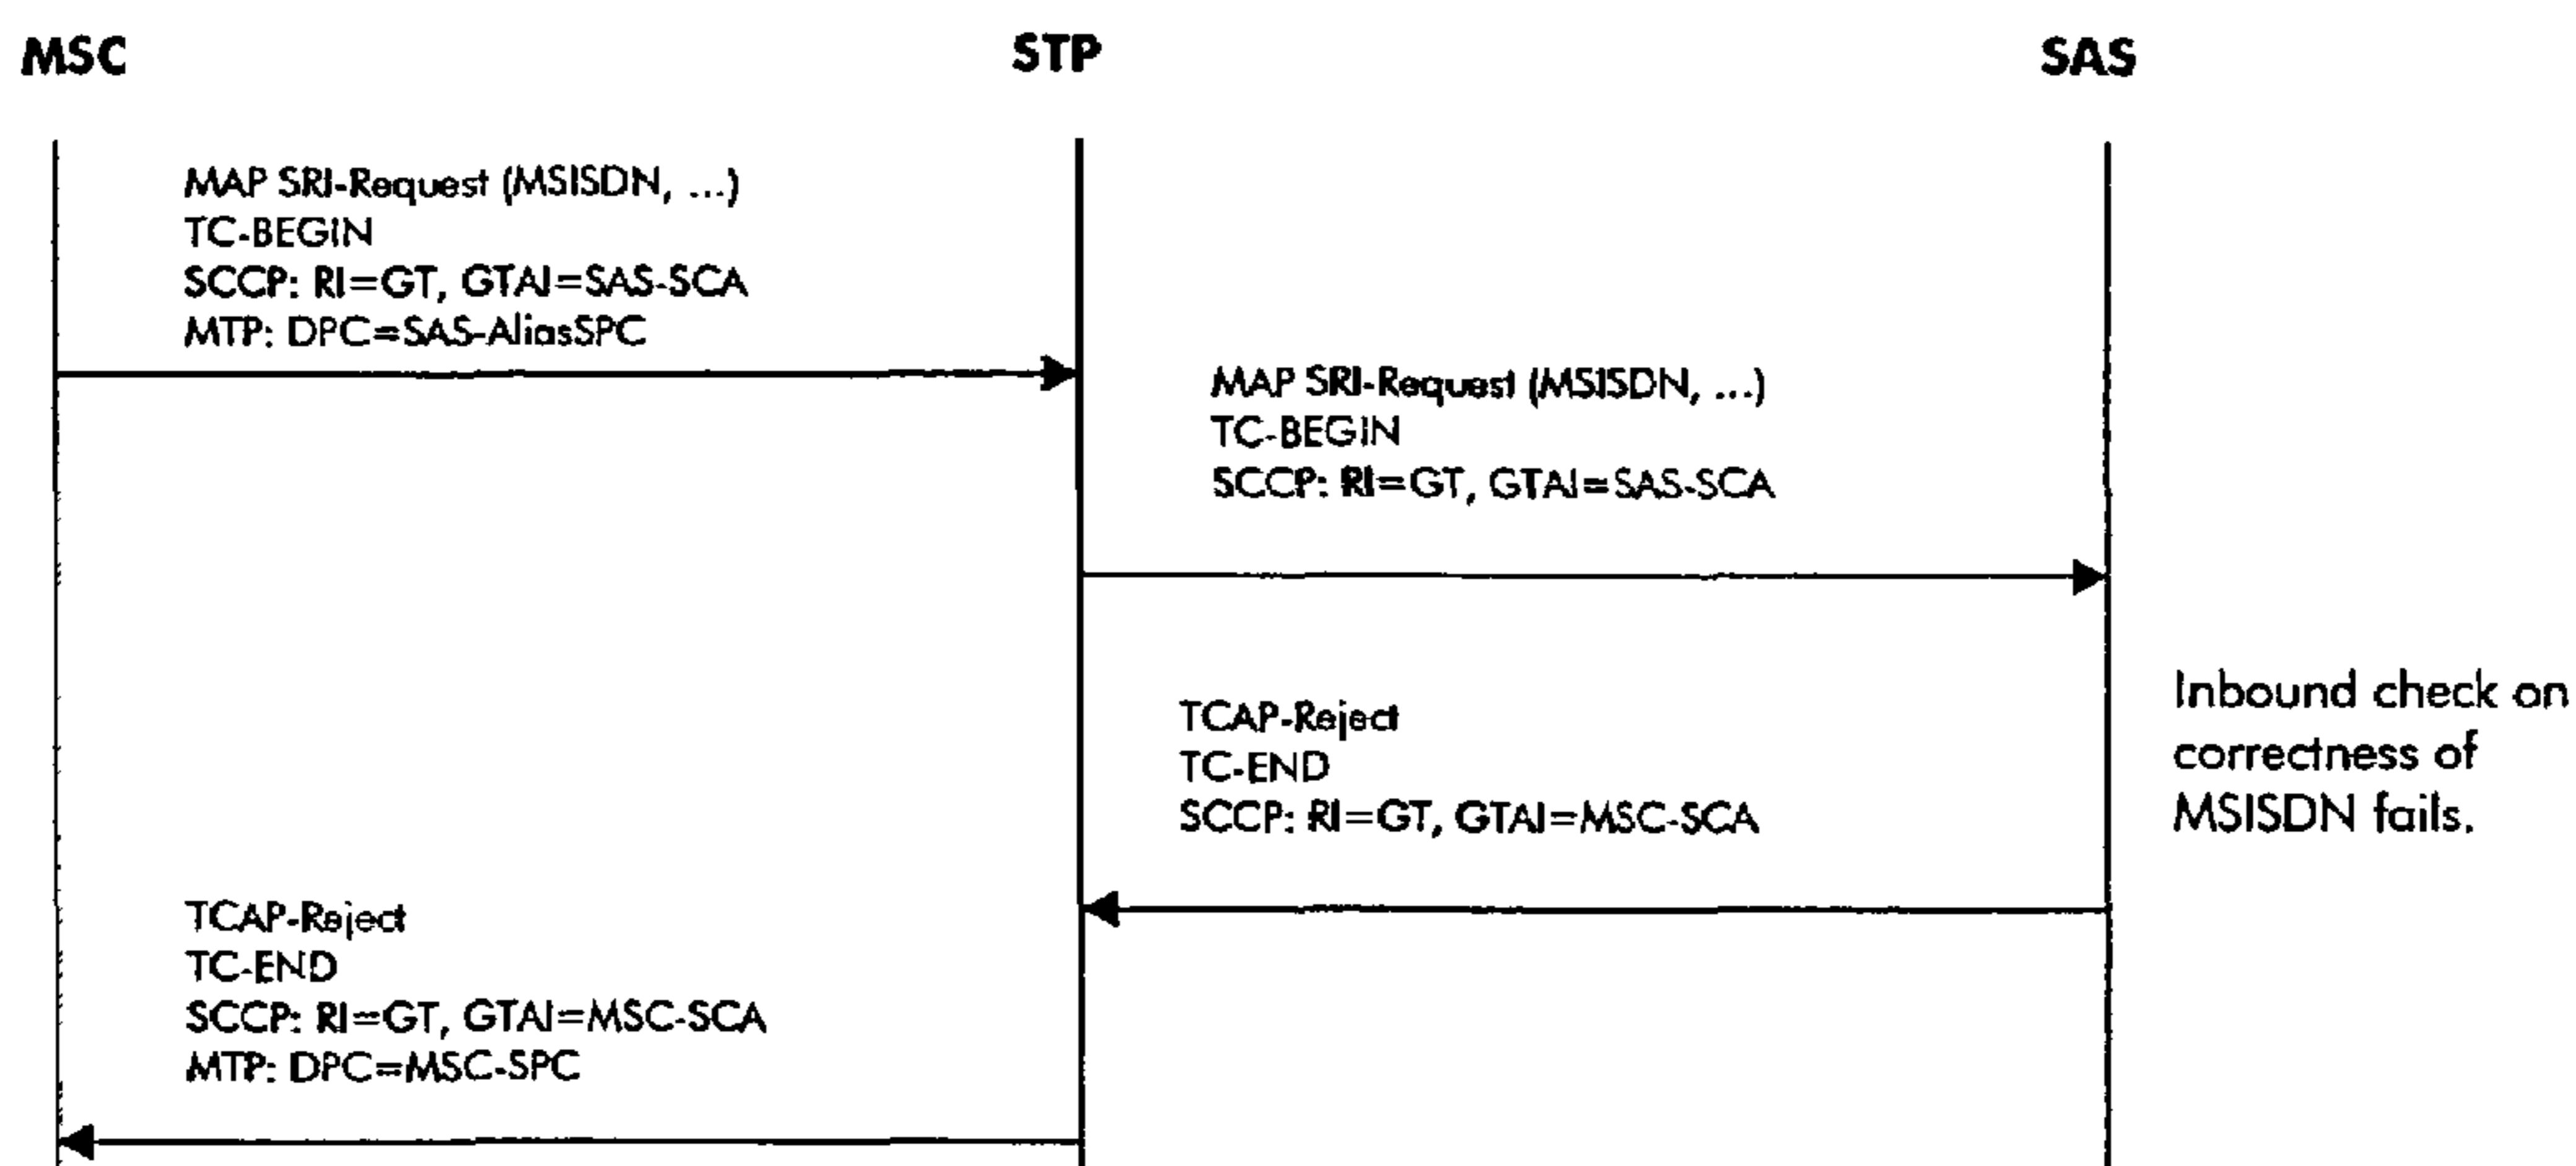 MSC STP SAS
MAP SRI-Request (MSISDN, ...)
TC-BEGIN
SCCP: RI=GT, GTAI=SAS-SCA
MTP: DPC=SAS-AliasSPC
MAP SRI-Request (MSISDN, ...)
TC-BEGIN
SCCP: RI=GT, GTAI=SAS-SCA
Inbound check on
correctness of
MSISDN fails.
TCAP-Reject
TC-END
SCCP: RI=GT, GTAI=MSC-SCA
TCAP-Reject
TC-END
SCCP: RI=GT, GTAI=MSC-SCA
MTP: DPC=MSC-SPC